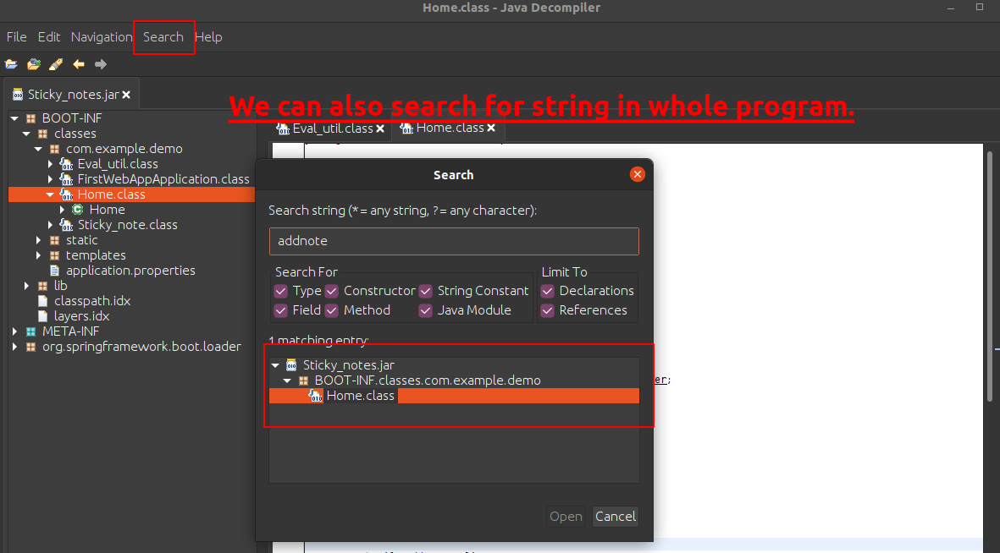 Home.class - Java Decompiler
File Edit Navigation Search Help
Sticky_notes.jar
We can also search for string in whole program.
BOOT-INF
classes
com.example.demo
Eval_util.class
FirstWebAppApplication.class
Home.class
Home
Sticky_note.class
static
templates
application.properties
lib
classpath.idx
layers.idx
META-INF
org.springframework.boot.loader
Eval_util.class Home.class
Search
Search string (* = any string, ? = any character):
addnote
Search For Limit To
Type Constructor String Constant Declarations
Field Method Java Module References
1 matching entry:
Sticky_notes.jar
BOOT-INF.classes.com.example.demo
Home.class
er;
Open Cancel